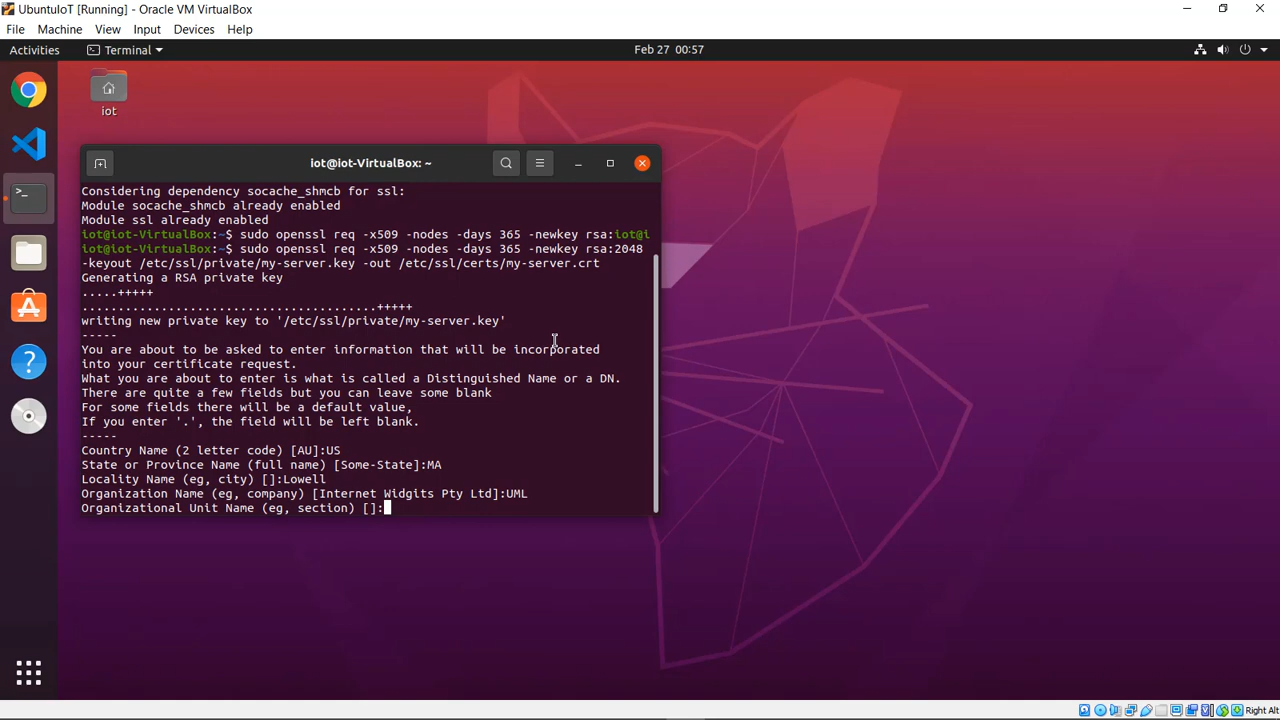 UbuntuIoT [Running] - Oracle VM VirtualBox
File Machine View Input Devices Help
Activities Terminal Feb 27 00:57
iot
iot@iot-VirtualBox: ~
Considering dependency socache_shmcb for ssl:
Module socache_shmcb already enabled
Module ssl already enabled
iot@iot-VirtualBox:~$ sudo openssl req -x509 -nodes -days 365 -newkey rsa:iot@i
iot@iot-VirtualBox:~$ sudo openssl req -x509 -nodes -days 365 -newkey rsa:2048
-keyout /etc/ssl/private/my-server.key -out /etc/ssl/certs/my-server.crt
Generating a RSA private key
.....+++++
.........................................+++++
writing new private key to '/etc/ssl/private/my-server.key'
-----
You are about to be asked to enter information that will be incorporated
into your certificate request.
What you are about to enter is what is called a Distinguished Name or a DN.
There are quite a few fields but you can leave some blank
For some fields there will be a default value,
If you enter '.', the field will be left blank.
-----
Country Name (2 letter code) [AU]:US
State or Province Name (full name) [Some-State]:MA
Locality Name (eg, city) []:Lowell
Organization Name (eg, company) [Internet Widgits Pty Ltd]:UML
Organizational Unit Name (eg, section) []:
Right Alt